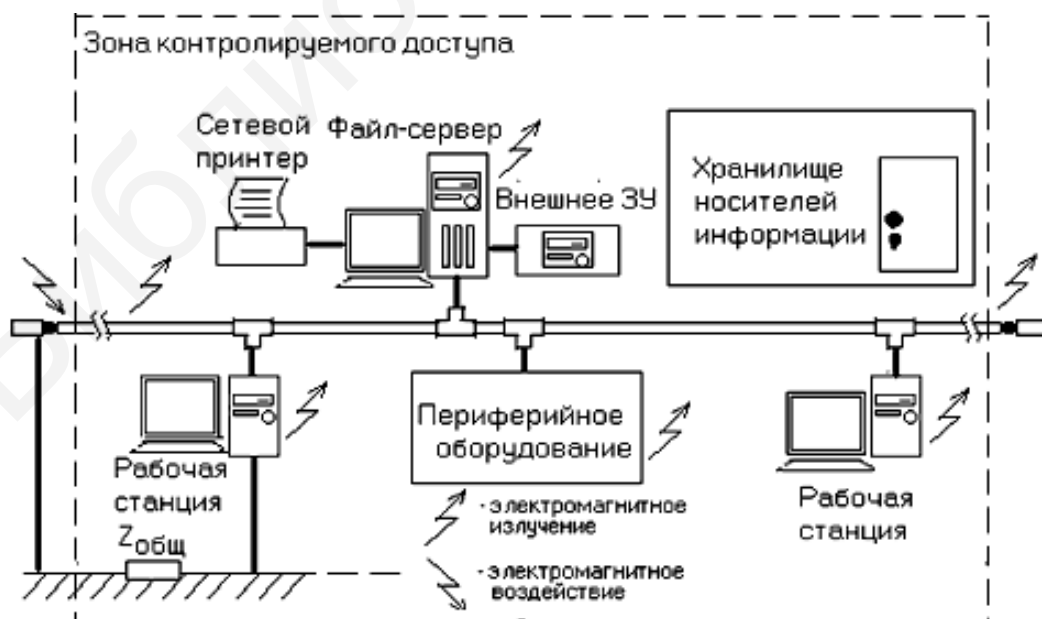 Зона контролируемого доступа
Сетевой
принтер
Файл-сервер
Внешнее ЗУ
Хранилище
носителей
информации
Периферийное
оборудование
Рабочая
станция
Рабочая
станция
Zобщ
- электромагнитное
излучение
- электромагнитное
воздействие
Библио